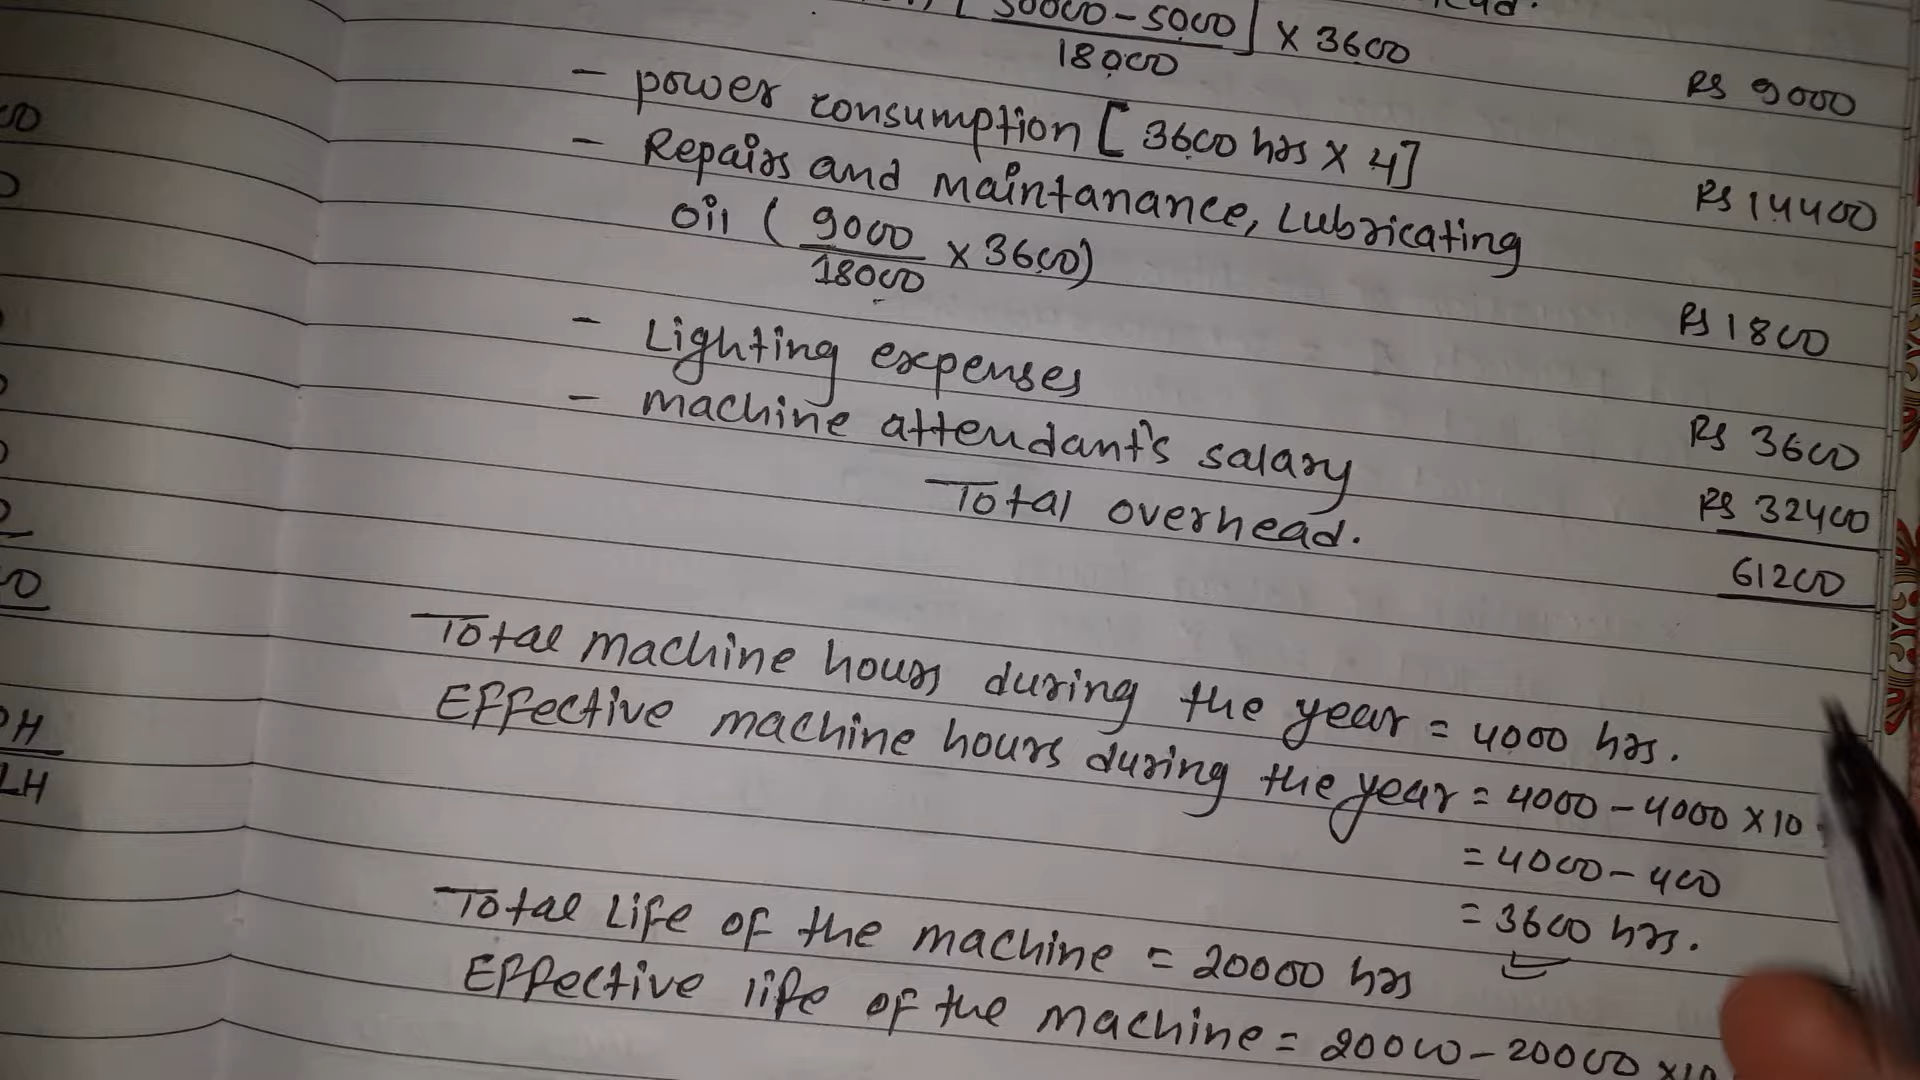 [50000-5000 / 18000] × 3600 Rs 9000
- power consumption [3600 hrs × 4] Rs 14400
- Repairs and maintanance, Lubricating
oil (9000/18000 × 3600) Rs 1800
- Lighting expenses Rs 3600
- machine attendant's salary Rs 32400
Total overhead. 61200
Total machine hours during the year = 4000 hrs.
Effective machine hours during the year = 4000 - 4000 × 10
= 4000 - 400
= 3600 hrs.
Total Life of the machine = 20000 hrs
Effective life of the machine = 20000 - 20000 × 10
OH
LH